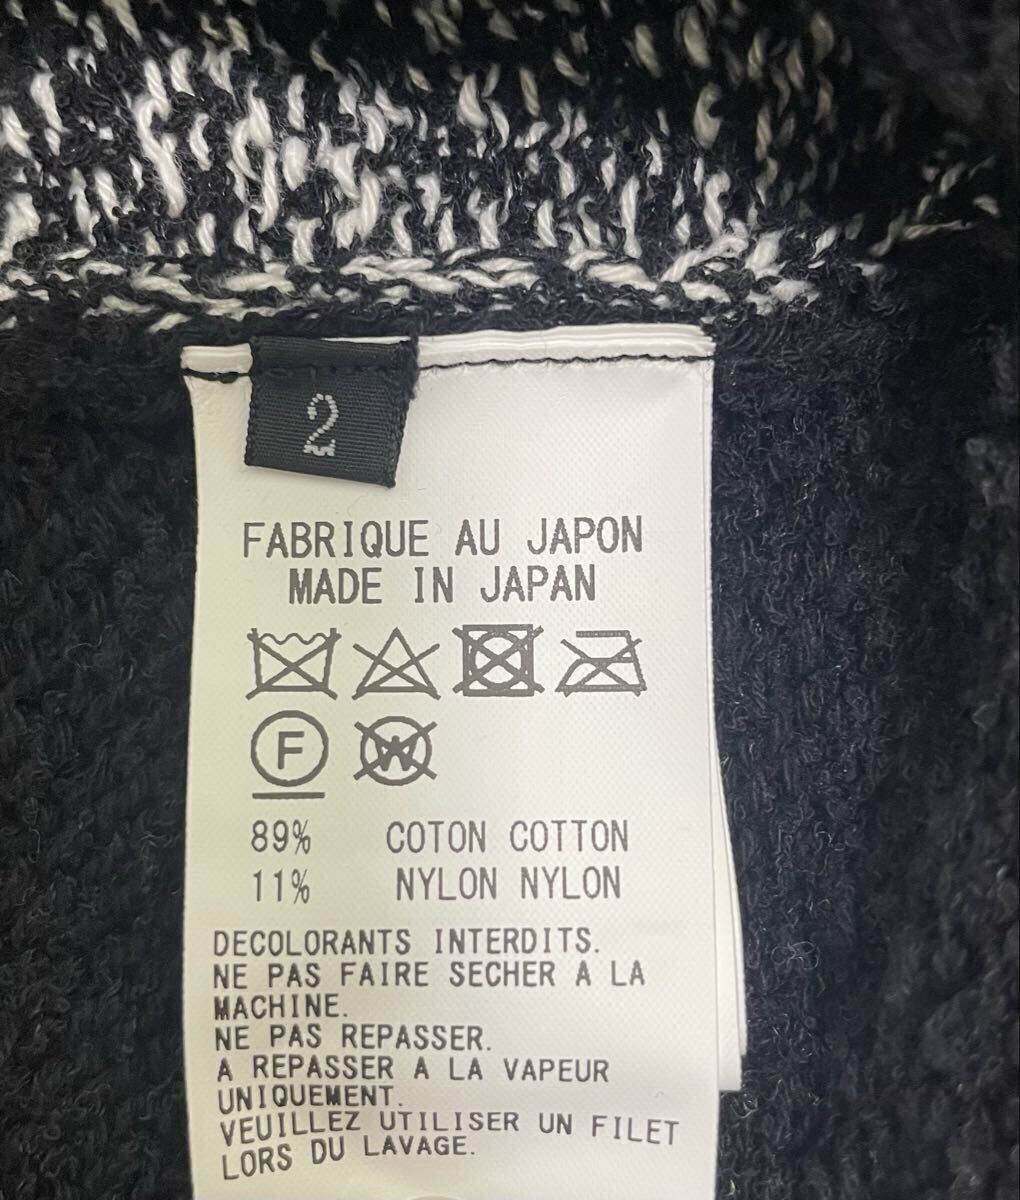 2
FABRIQUE AU JAPON
MADE IN JAPAN
F W
89% COTON COTTON
11% NYLON NYLON
DECOLORANTS INTERDITS.
NE PAS FAIRE SECHER A LA
MACHINE.
NE PAS REPASSER.
A REPASSER A LA VAPEUR
UNIQUEMENT.
VEUILLEZ UTILISER UN FILET
LORS DU LAVAGE.